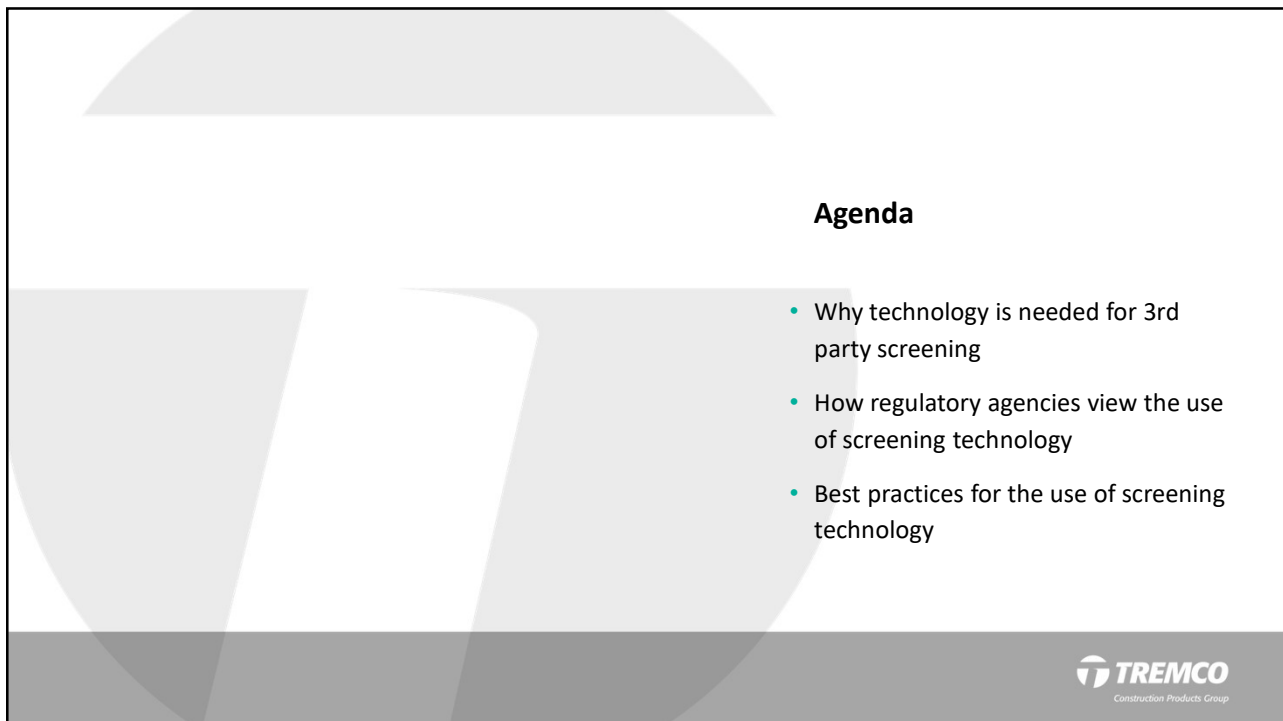 Agenda
• Why technology is needed for 3rd
party screening
• How regulatory agencies view the use
of screening technology
• Best practices for the use of screening
technology
TREMCO
Construction Products Group